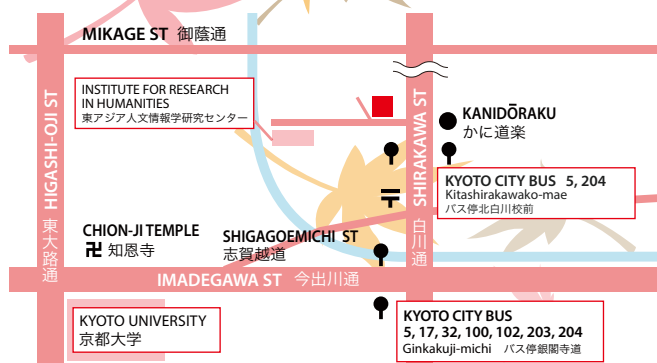 MIKAGE ST 御蔭通
INSTITUTE FOR RESEARCH
IN HUMANITIES
東アジア人文情報学研究センター
HIGASHI-OJI ST 東大路通
SHIRAKAWA ST 白川通
KANIDŌRAKU
かに道楽
KYOTO CITY BUS 5, 204
Kitashirakawako-mae
バス停北白川校前
CHION-JI TEMPLE
卍 知恩寺
SHIGAGOEMICHI ST
志賀越道
〒
IMADEGAWA ST 今出川通
KYOTO UNIVERSITY
京都大学
KYOTO CITY BUS
5, 17, 32, 100, 102, 203, 204
Ginkakuji-michi バス停銀閣寺道